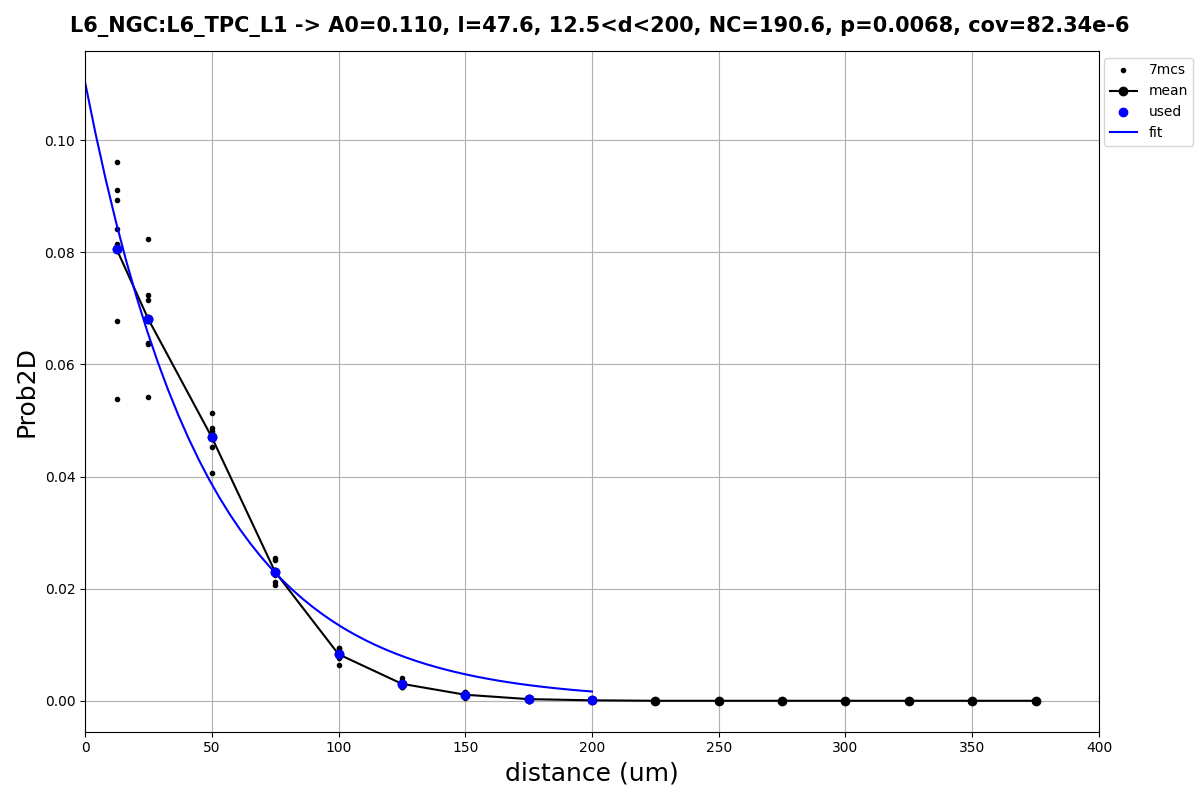 L6_NGC:L6_TPC_L1 -> A0=0.110, l=47.6, 12.5<d<200, NC=190.6, p=0.0068, cov=82.34e-6
7mcs
mean
used
fit
Prob2D
0.10
0.08
0.06
0.04
0.02
0.00
0 50 100 150 200 250 300 350 400
distance (um)